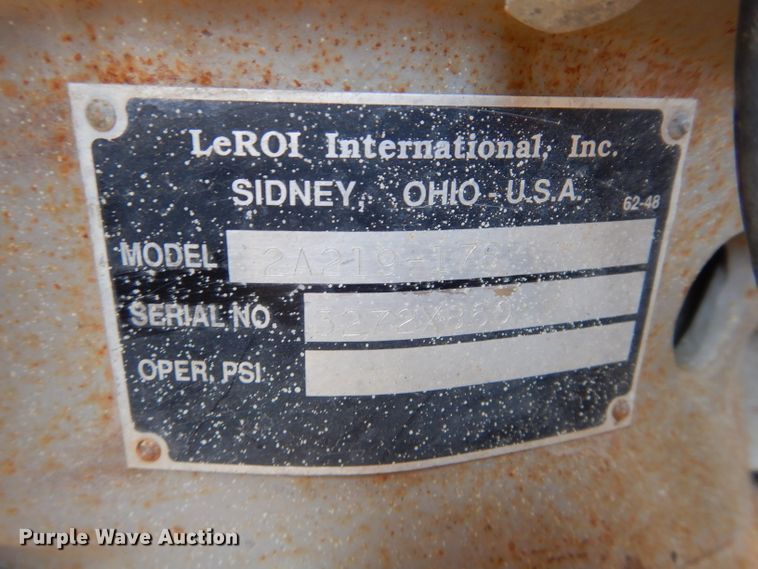 LeROI International, Inc.
SIDNEY, OHIO - U.S.A.
62-48
MODEL
SERIAL NO.
OPER. PSI
Purple Wave Auction®